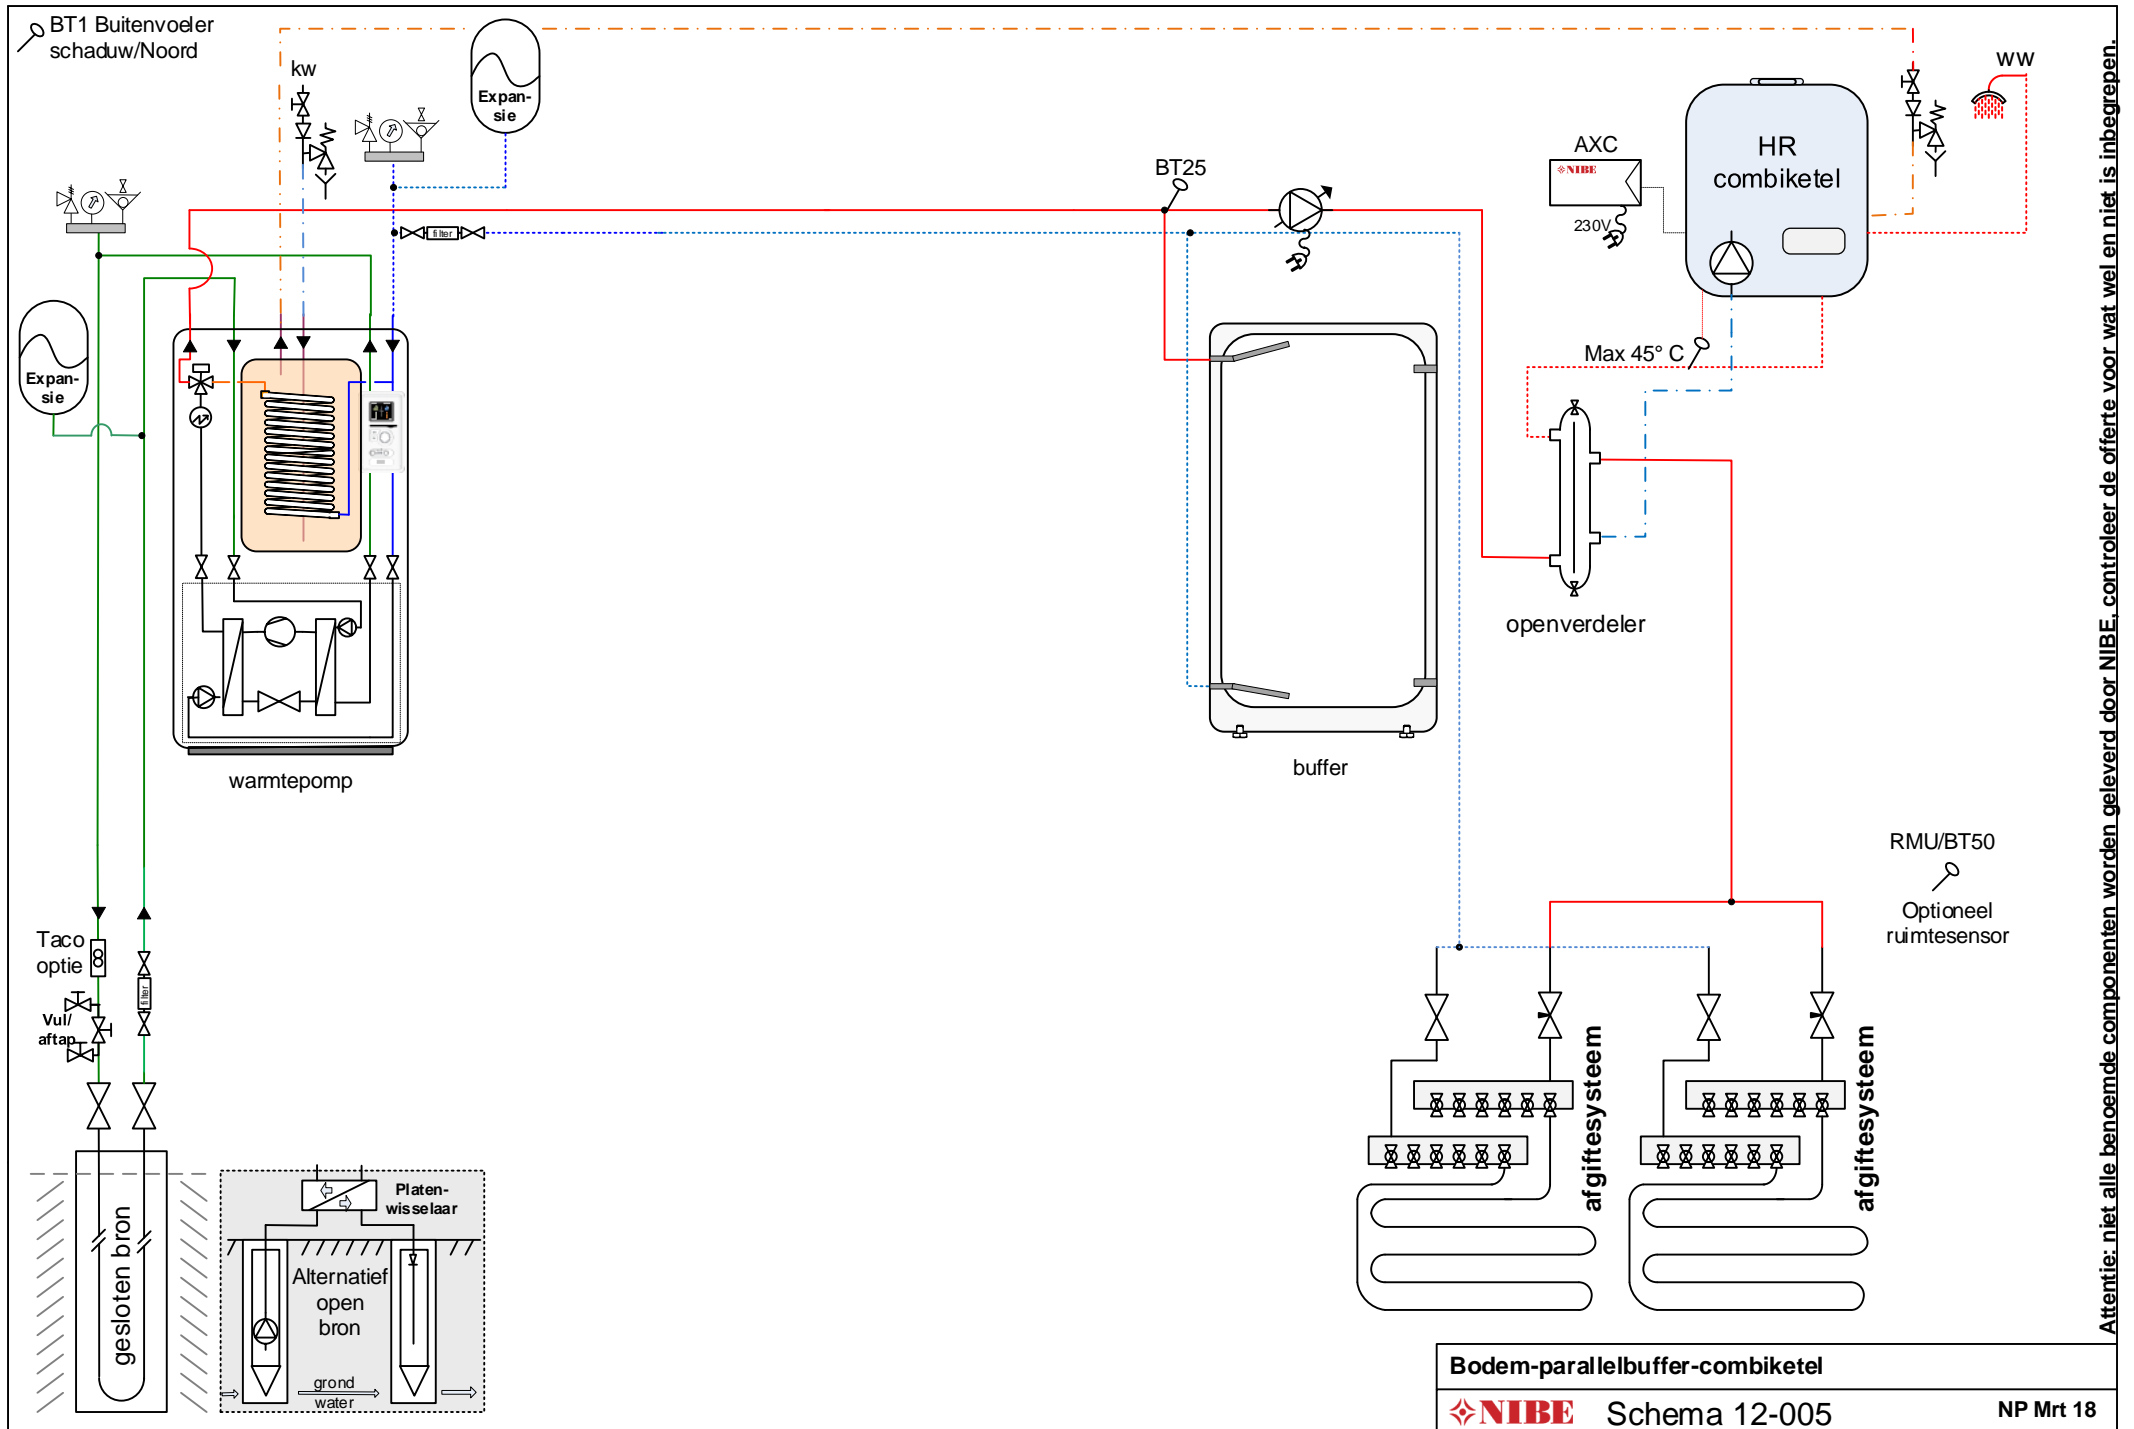 BT1 Buitenvoeler
schaduw/Noord
kw
Expan-
sie
BT25
AXC
NIBE
230V
HR
combiketel
ww
filter
Max 45° C
Expan-
sie
openverdeler
warmtepomp
buffer
RMU/BT50
Optioneel
ruimtesensor
Taco
optie
filter
Vul/
aftap
afgiftesysteem
afgiftesysteem
gesloten bron
Platen-
wisselaar
Alternatief
open
bron
grond
water
Attentie: niet alle benoemde componenten worden geleverd door NIBE, controleer de offerte voor wat wel en niet is inbegrepen.
Bodem-parallelbuffer-combiketel
NIBE Schema 12-005 NP Mrt 18